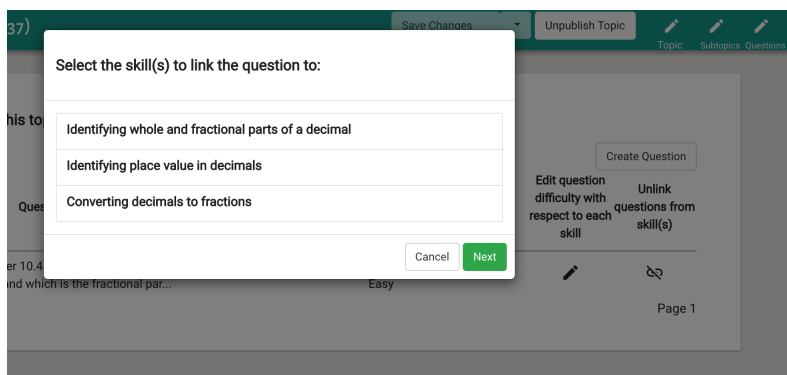 37)
Save Changes
Unpublish Topic
Topic
Subtopics
Questions
Select the skill(s) to link the question to:
his to
Identifying whole and fractional parts of a decimal
Identifying place value in decimals
Converting decimals to fractions
Create Question
Ques
Edit question
difficulty with
respect to each
skill
Unlink
questions from
skill(s)
Cancel
Next
er 10.4
and which is the fractional par...
Easy
Page 1